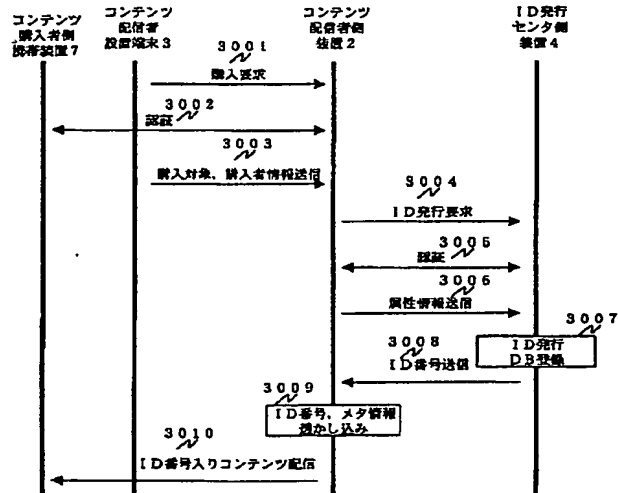 コンテンツ
購入者側
携帯装置7
コンテンツ
配信者
設置端末3
コンテンツ
配信者側
装置2
ID発行
センタ側
装置4
3001
購入要求
3002
認証
3003
購入対象、購入者情報送信
3004
ID発行要求
3005
認証
3006
属性情報送信
3007
ID発行
DB登録
3008
ID番号送信
3009
ID番号、メタ情報
透かし込み
3010
ID番号入りコンテンツ配信